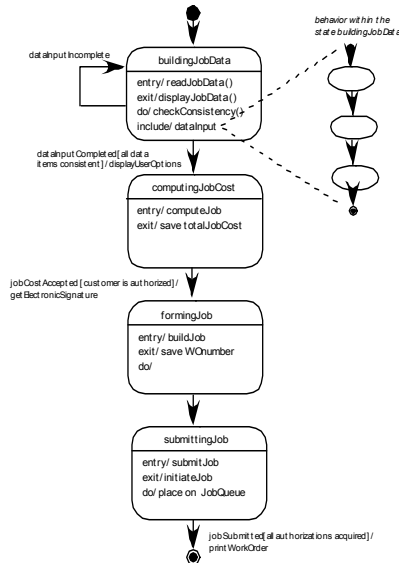 behavior within the
state buildingJobData
dataInputIncomplete
buildingJobData
entry/ readJobData()
exit/displayJobData()
do/ checkConsistency()
include/ dataInput
dataInputCompleted[all data
items consistent]/ displayUserOptions
computingJobCost
entry/ computeJob
exit/ save totalJobCost
jobCostAccepted [customer is authorized]/
getElectronicSignature
formingJob
entry/ buildJob
exit/ save WOnumber
do/
submittingJob
entry/ submitJob
exit/initiateJob
do/ place on JobQueue
jobSubmitted[all authorizations acquired]/
printWorkOrder